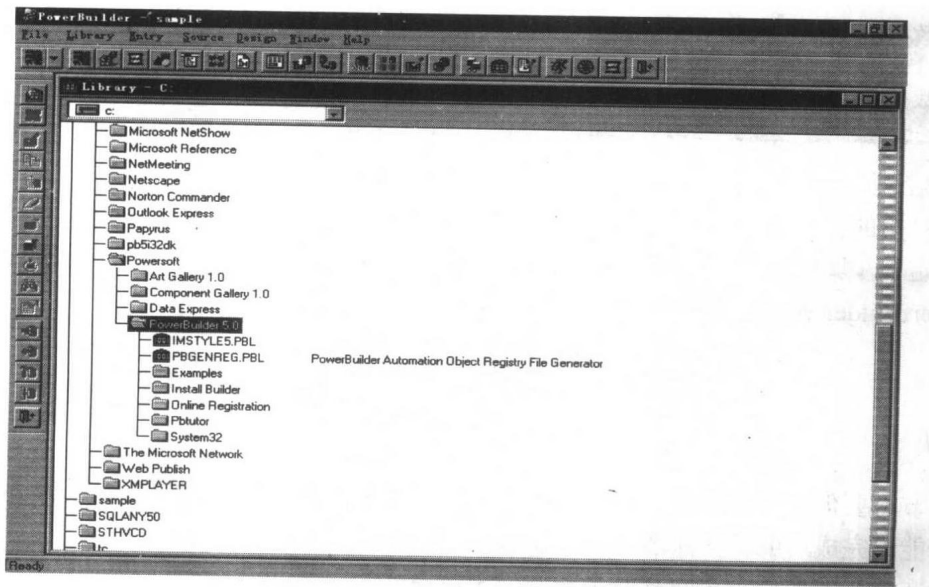 PowerBuilder - sample
File Library Entry Source Design Window Help
Library - C:
c:
Microsoft NetShow
Microsoft Reference
NetMeeting
Netscape
Norton Commander
Outlook Express
Papyrus
pb5i32dk
Powersoft
Art Gallery 1.0
Component Gallery 1.0
Data Express
PowerBuilder 5.0
IMSTYLE5.PBL
PBGENREG.PBL PowerBuilder Automation Object Registry File Generator
Examples
Install Builder
Online Registration
Pbtutor
System32
The Microsoft Network
Web Publish
XMPLAYER
sample
SQLANY50
STHVCD
Ready